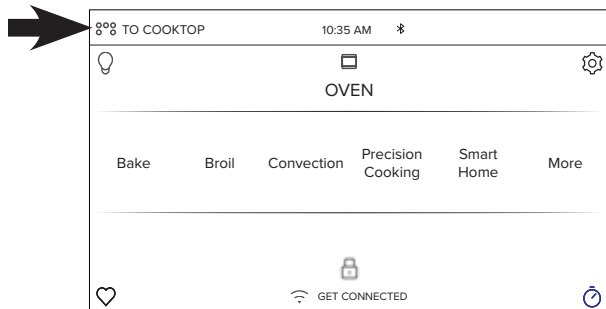 TO COOKTOP 10:35 AM
OVEN
Bake Broil Convection Precision Cooking Smart Home More
GET CONNECTED